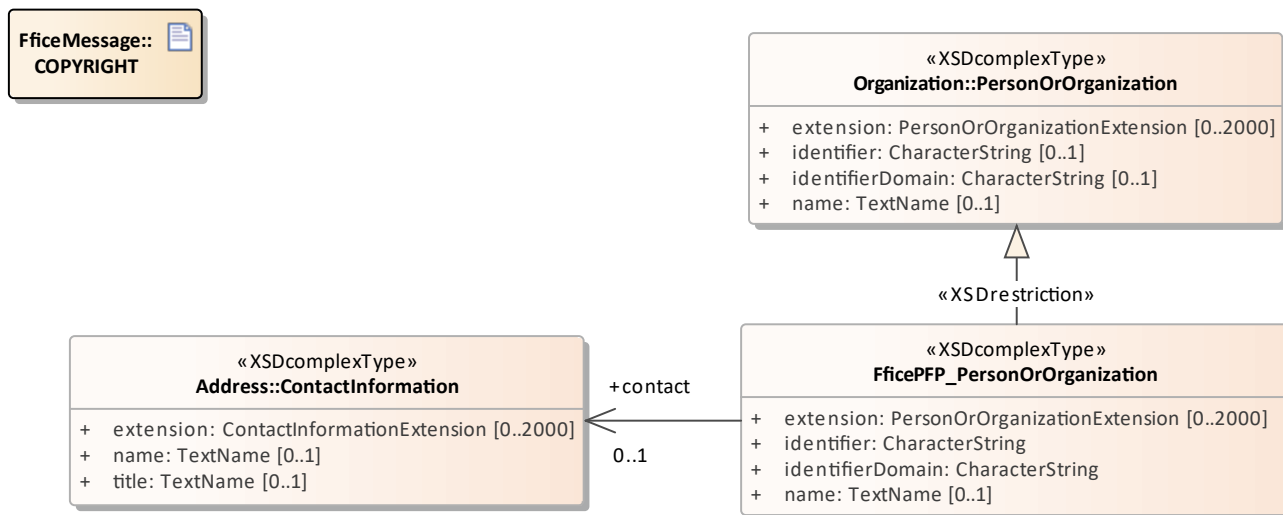 FficeMessage::
COPYRIGHT
«XSDcomplexType»
Organization::PersonOrOrganization
+ extension: PersonOrOrganizationExtension [0..2000]
+ identifier: CharacterString [0..1]
+ identifierDomain: CharacterString [0..1]
+ name: TextName [0..1]
«XSDrestriction»
«XSDcomplexType»
Address::ContactInformation
+ extension: ContactInformationExtension [0..2000]
+ name: TextName [0..1]
+ title: TextName [0..1]
+contact
0..1
«XSDcomplexType»
FficePFP_PersonOrOrganization
+ extension: PersonOrOrganizationExtension [0..2000]
+ identifier: CharacterString
+ identifierDomain: CharacterString
+ name: TextName [0..1]